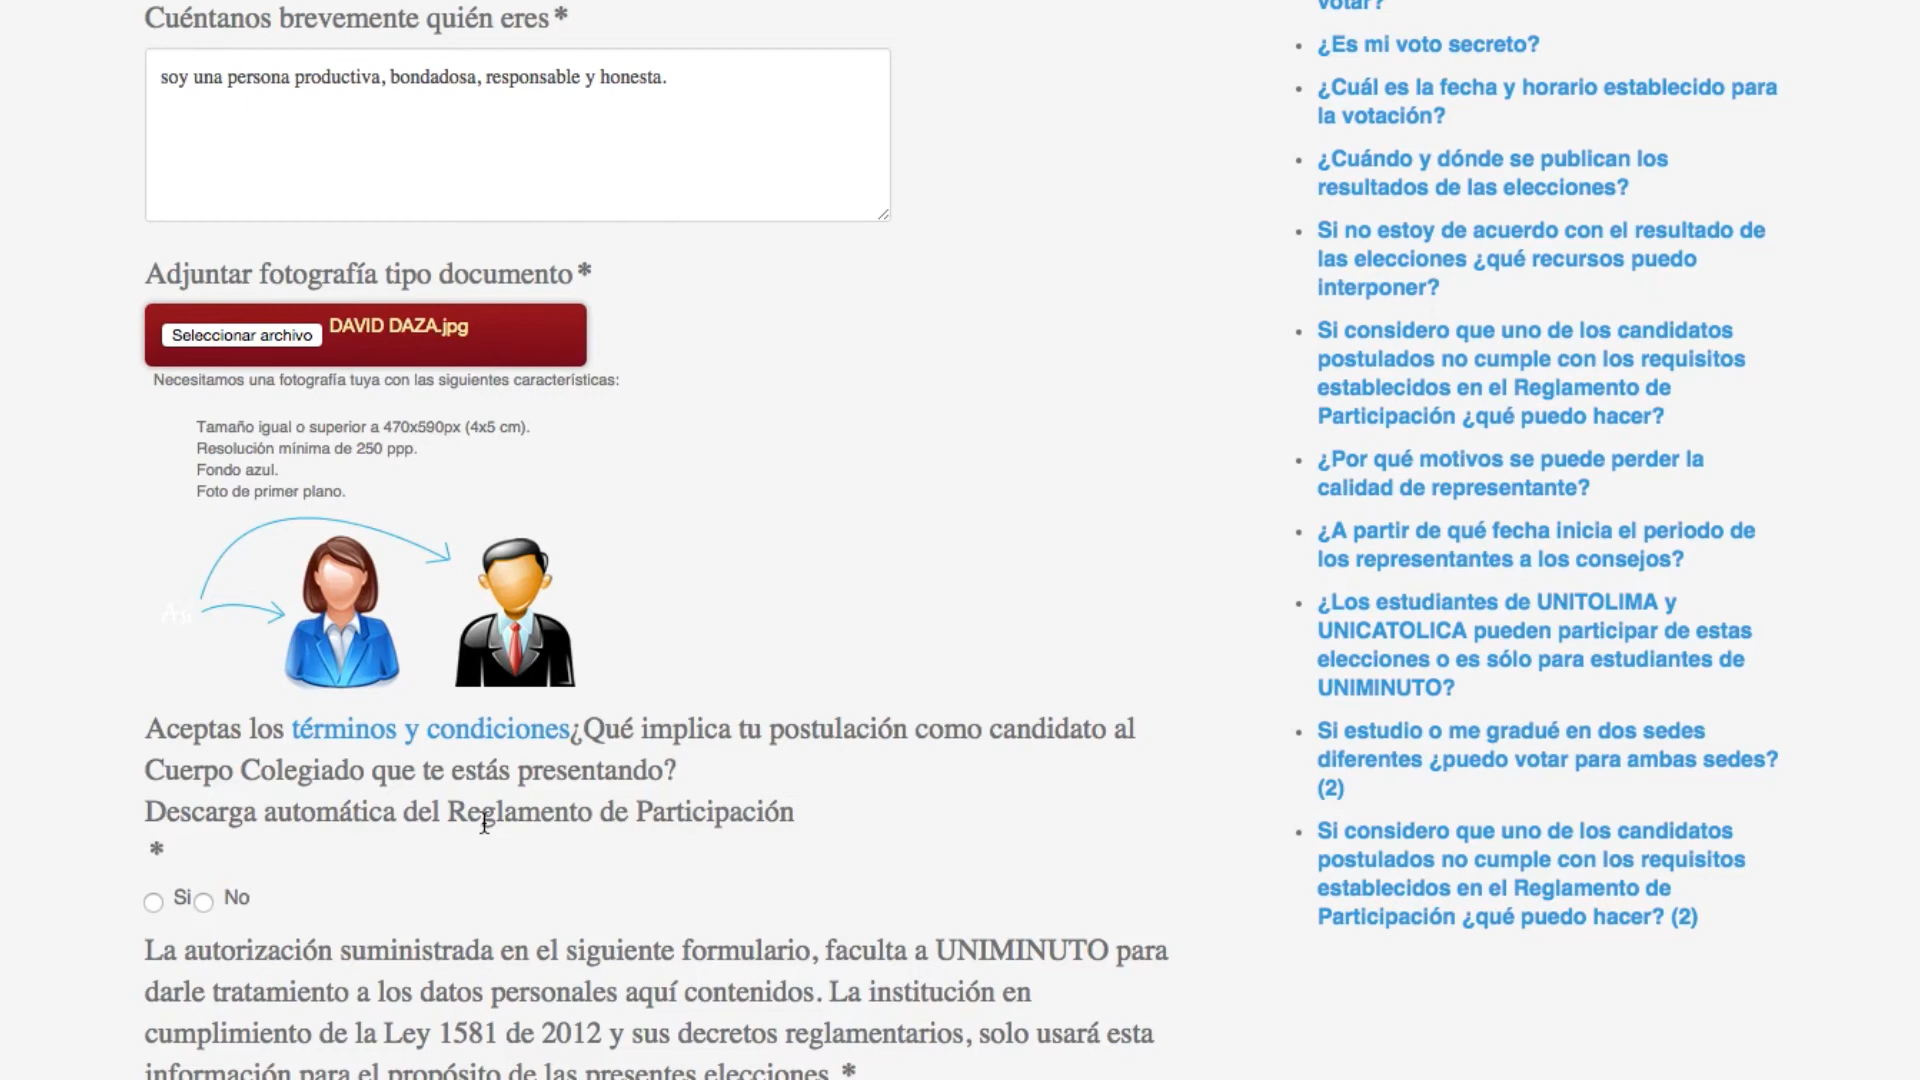 Cuéntanos brevemente quién eres *
soy una persona productiva, bondadosa, responsable y honesta.
Adjuntar fotografía tipo documento *
Seleccionar archivo DAVID DAZA.jpg
Necesitamos una fotografía tuya con las siguientes características:
Tamaño igual o superior a 470x590px (4x5 cm).
Resolución mínima de 250 ppp.
Fondo azul.
Foto de primer plano.
Así
Aceptas los términos y condiciones¿Qué implica tu postulación como candidato al
Cuerpo Colegiado que te estás presentando?
Descarga automática del Reglamento de Participación
*
Si No
La autorización suministrada en el siguiente formulario, faculta a UNIMINUTO para
darle tratamiento a los datos personales aquí contenidos. La institución en
cumplimiento de la Ley 1581 de 2012 y sus decretos reglamentarios, solo usará esta
información para el propósito de las presentes elecciones. *
votar?
• ¿Es mi voto secreto?
• ¿Cuál es la fecha y horario establecido para
la votación?
• ¿Cuándo y dónde se publican los
resultados de las elecciones?
• Si no estoy de acuerdo con el resultado de
las elecciones ¿qué recursos puedo
interponer?
• Si considero que uno de los candidatos
postulados no cumple con los requisitos
establecidos en el Reglamento de
Participación ¿qué puedo hacer?
• ¿Por qué motivos se puede perder la
calidad de representante?
• ¿A partir de qué fecha inicia el periodo de
los representantes a los consejos?
• ¿Los estudiantes de UNITOLIMA y
UNICATOLICA pueden participar de estas
elecciones o es sólo para estudiantes de
UNIMINUTO?
• Si estudio o me gradué en dos sedes
diferentes ¿puedo votar para ambas sedes?
(2)
• Si considero que uno de los candidatos
postulados no cumple con los requisitos
establecidos en el Reglamento de
Participación ¿qué puedo hacer? (2)